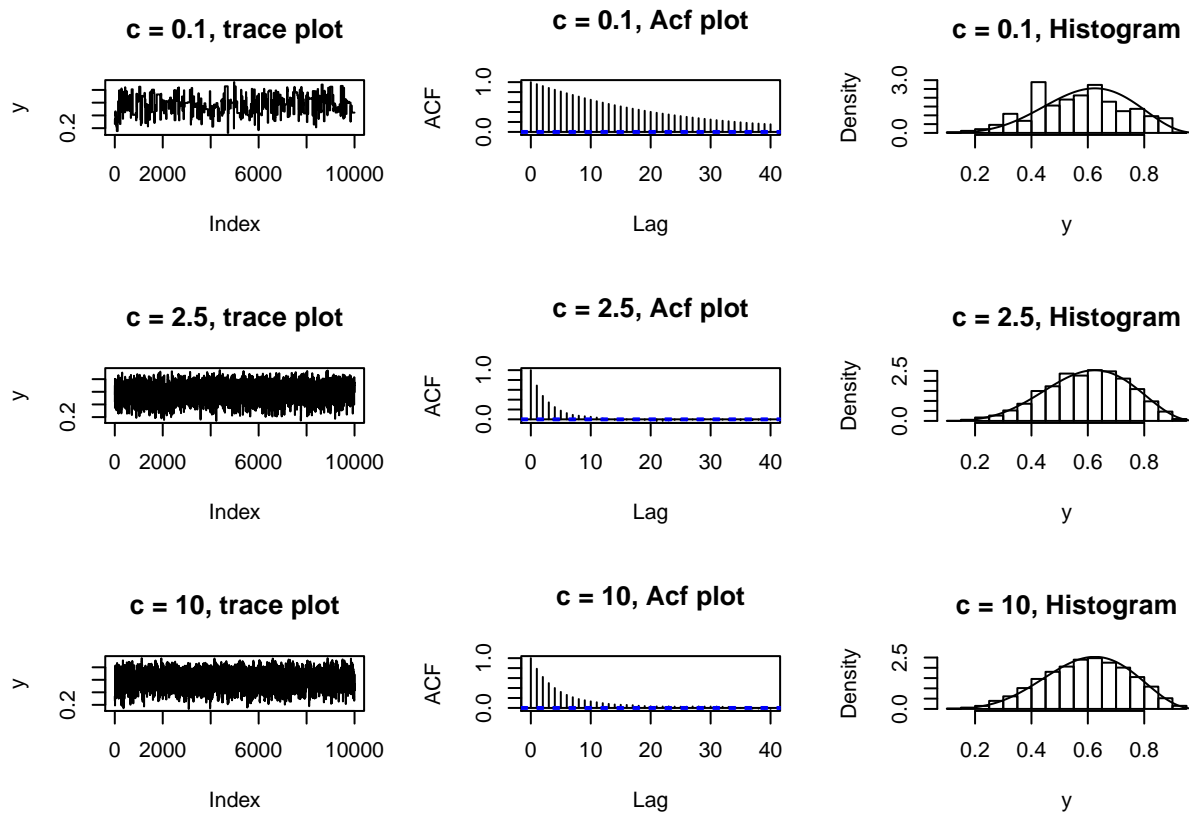 c = 0.1, trace plot
y
0.2
0 2000 6000 10000
Index
c = 0.1, Acf plot
ACF
0.0 1.0
0 10 20 30 40
Lag
c = 0.1, Histogram
Density
0.0 3.0
0.2 0.4 0.6 0.8
y
c = 2.5, trace plot
y
0.2
0 2000 6000 10000
Index
c = 2.5, Acf plot
ACF
0.0 1.0
0 10 20 30 40
Lag
c = 2.5, Histogram
Density
0.0 2.5
0.2 0.4 0.6 0.8
y
c = 10, trace plot
y
0.2
0 2000 6000 10000
Index
c = 10, Acf plot
ACF
0.0 1.0
0 10 20 30 40
Lag
c = 10, Histogram
Density
0.0 2.5
0.2 0.4 0.6 0.8
y